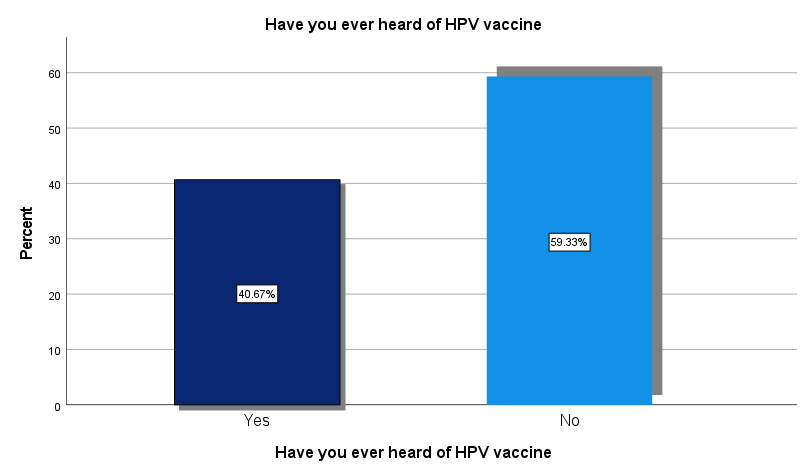 Have you ever heard of HPV vaccine
Percent
60
50
40
30
20
10
0
40.67%
59.33%
Yes
No
Have you ever heard of HPV vaccine